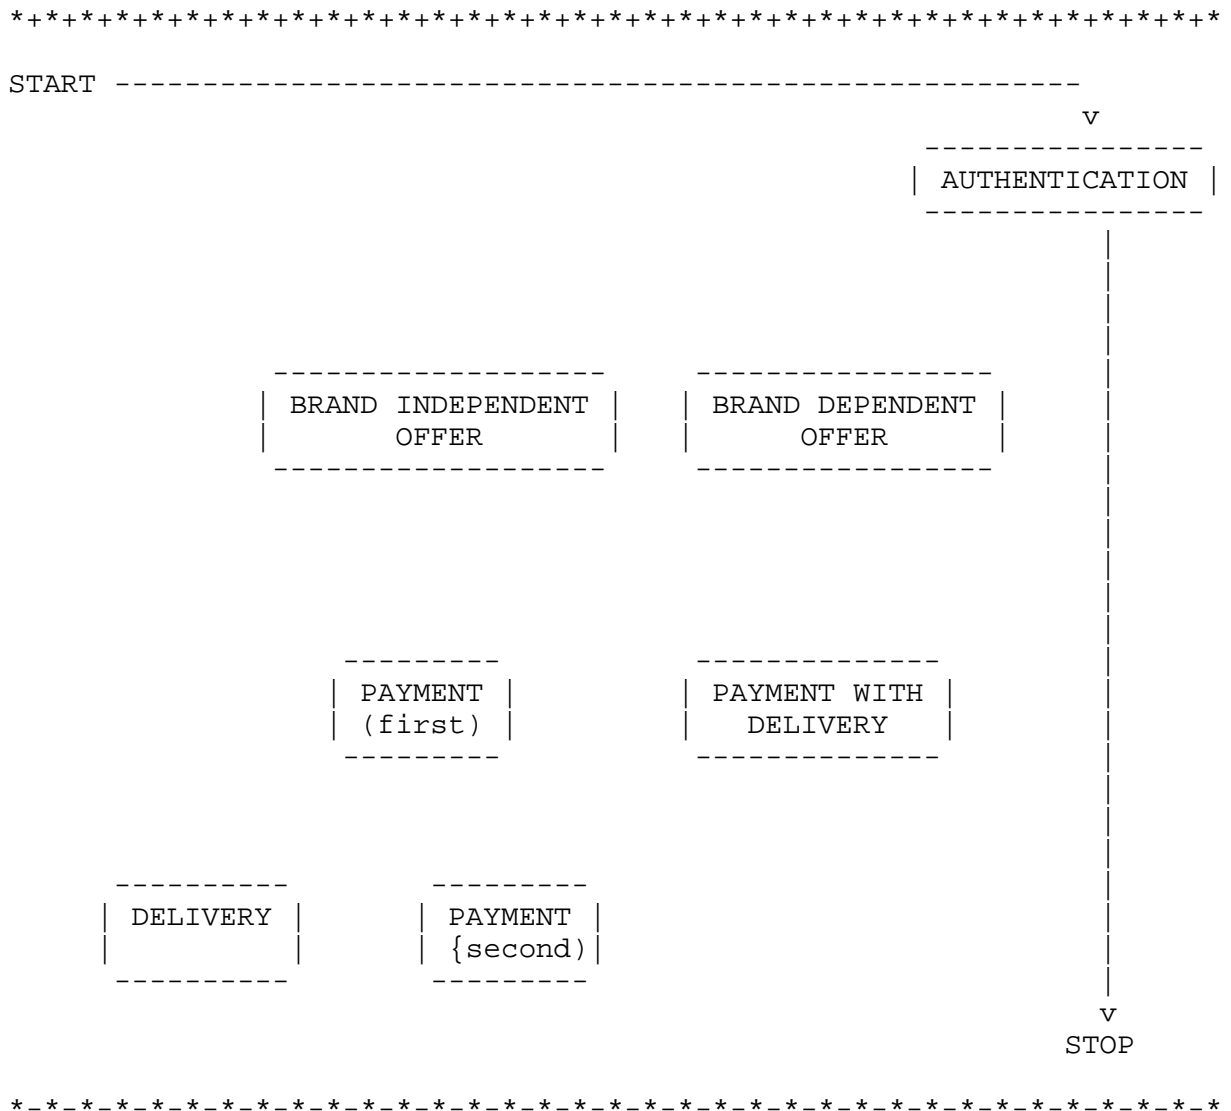 *+*+*+*+*+*+*+*+*+*+*+*+*+*+*+*+*+*+*+*+*+*+*+*+*+*+*+*+*+*+*+*+*+*+*
START -------------------------------------------------------
v
----------------
| AUTHENTICATION |
----------------
------------------- -----------------
| BRAND INDEPENDENT | | BRAND DEPENDENT |
| OFFER | | OFFER |
------------------- -----------------
--------- --------------
| PAYMENT | | PAYMENT WITH |
| (first) | | DELIVERY |
--------- --------------
---------- ---------
| DELIVERY | | PAYMENT |
| | | {second)|
---------- ---------
v
STOP
*-*-*-*-*-*-*-*-*-*-*-*-*-*-*-*-*-*-*-*-*-*-*-*-*-*-*-*-*-*-*-*-*-*-*